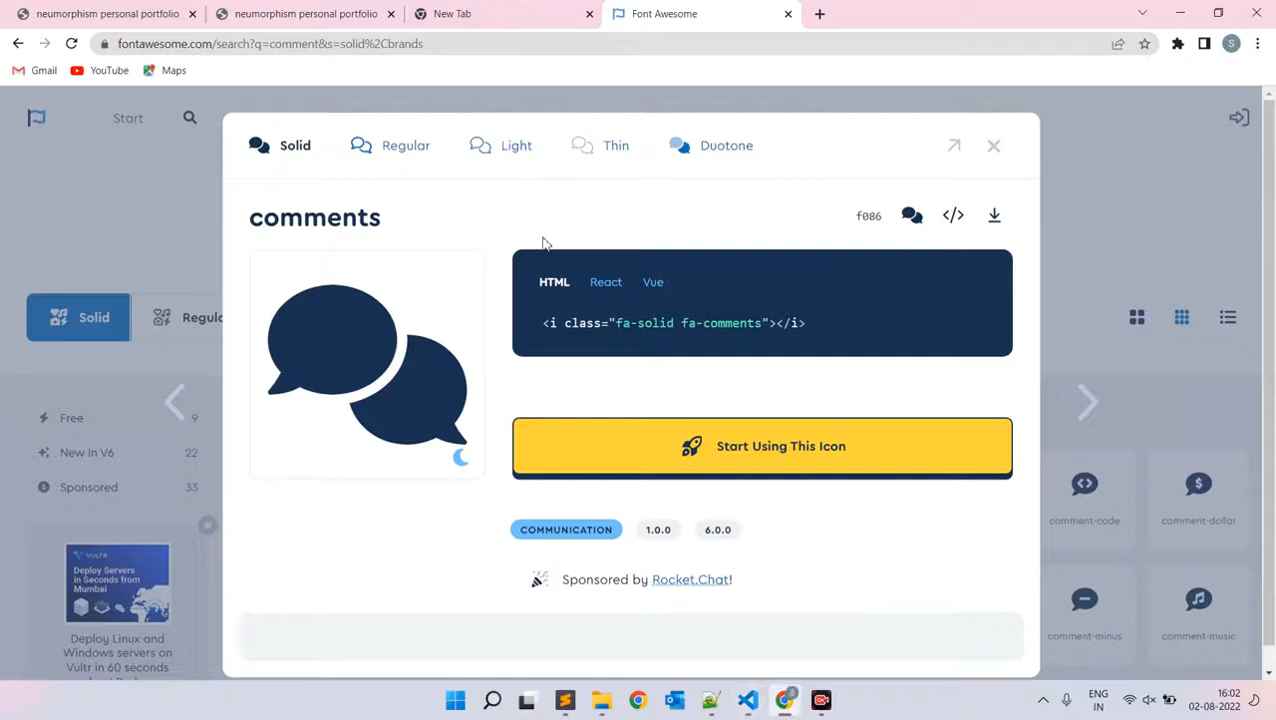 neumorphism personal portfolio
neumorphism personal portfolio
New Tab
Font Awesome
fontawesome.com/search?q=comment&s=solid%2Cbrands
S
Gmail
YouTube
Maps
Start
Solid
Regular
Light
Thin
Duotone
comments
f086
HTML
React
Vue
<i class="fa-solid fa-comments"></i>
Solid
Regula
Free
9
New In V6
22
Sponsored
33
Start Using This Icon
COMMUNICATION
1.0.0
6.0.0
Sponsored by Rocket.Chat!
comment-code
comment-dollar
comment-minus
comment-music
VULTR
Deploy Servers
in Seconds from
Mumbai
Deploy Linux and
Windows servers on
Vultr in 60 seconds
ENG
IN
16:02
02-08-2022